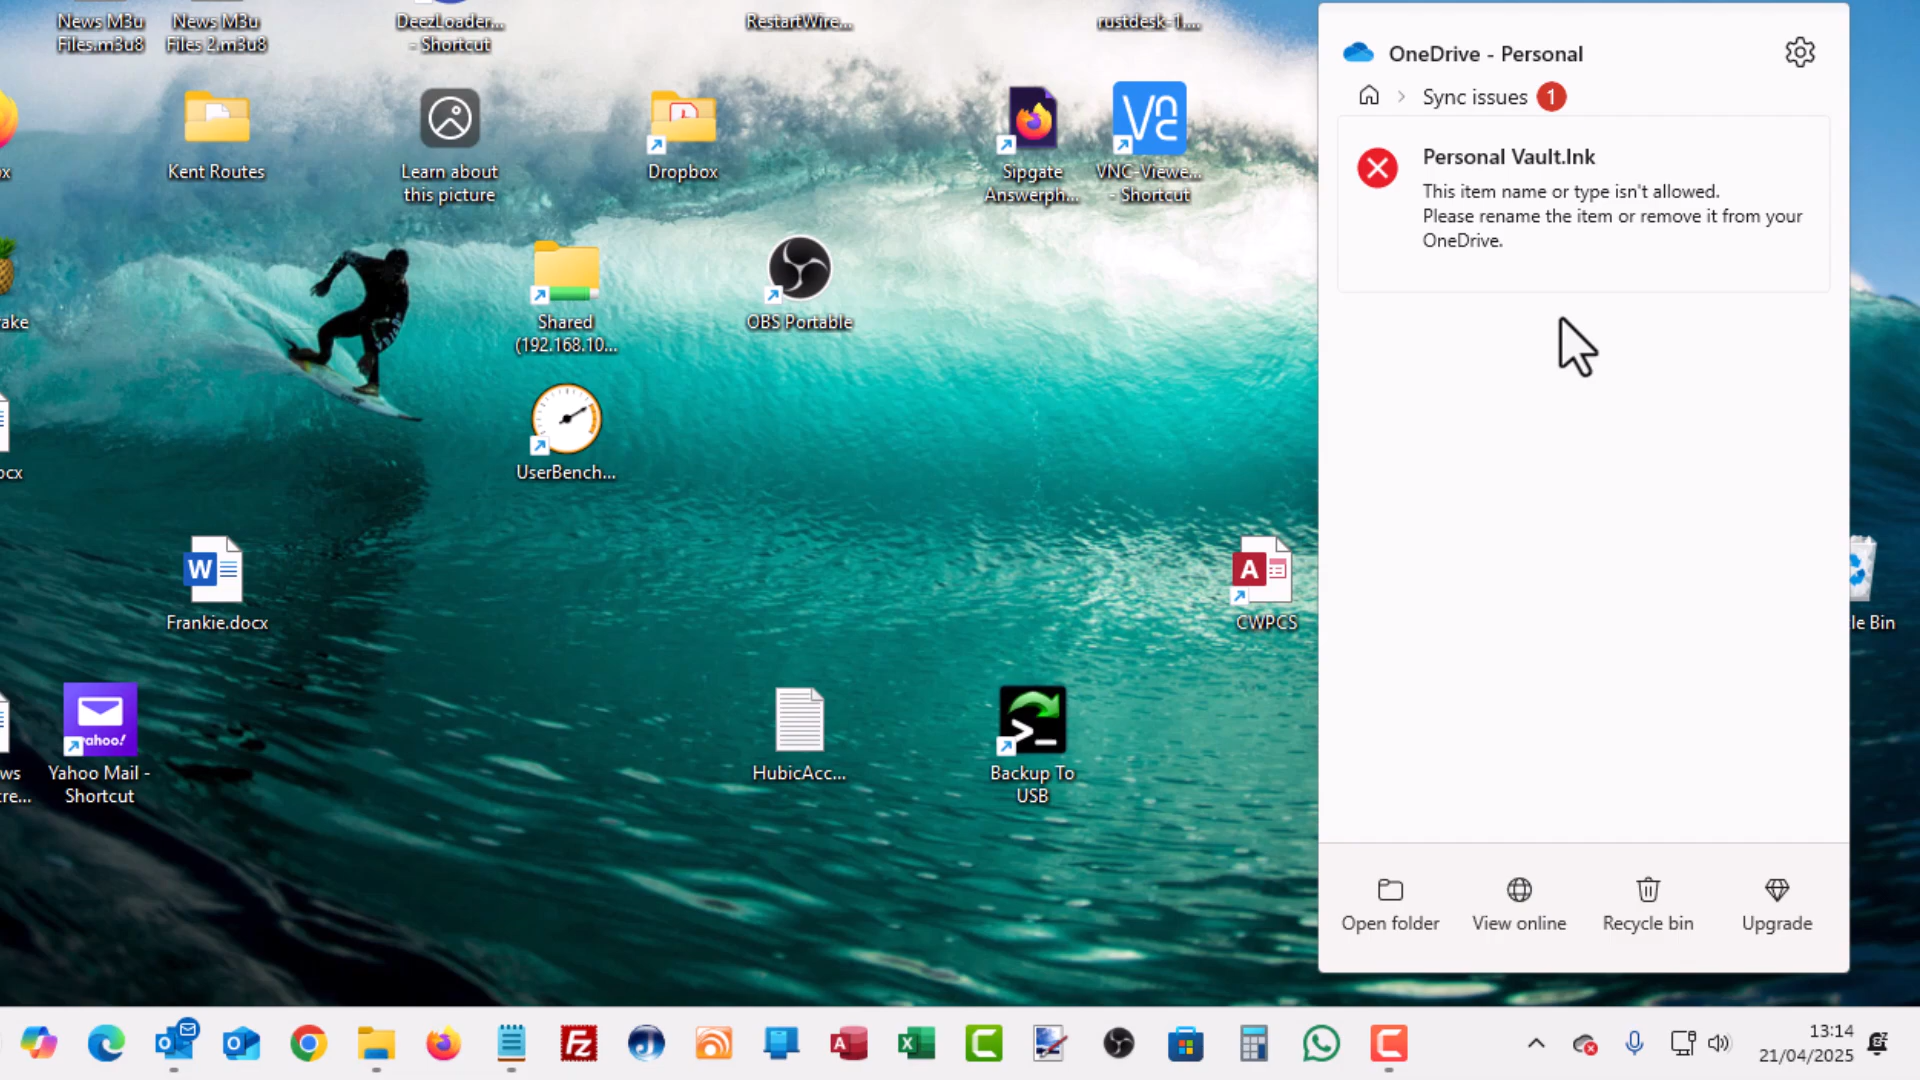 News M3u
Files.m3u8
News M3u
Files 2.m3u8
DeezLoader...
- Shortcut
RestartWire...
rustdesk-1....
Kent Routes
Learn about
this picture
Dropbox
Sipgate
Answerph...
VNC-Viewe...
- Shortcut
Shared
(192.168.10...
OBS Portable
UserBench...
Frankie.docx
CWPCS
Yahoo Mail -
Shortcut
HubicAcc...
Backup To
USB
OneDrive - Personal
Sync issues 1
Personal Vault.lnk
This item name or type isn't allowed.
Please rename the item or remove it from your
OneDrive.
Open folder
View online
Recycle bin
Upgrade
le Bin
13:14
21/04/2025